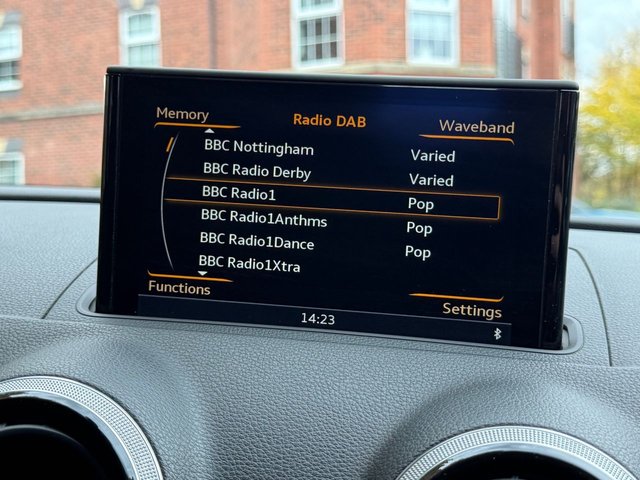 Memory Radio DAB Waveband
BBC Nottingham Varied
BBC Radio Derby Varied
BBC Radio1 Pop
BBC Radio1Anthms Pop
BBC Radio1Dance Pop
BBC Radio1Xtra
Functions Settings
14:23